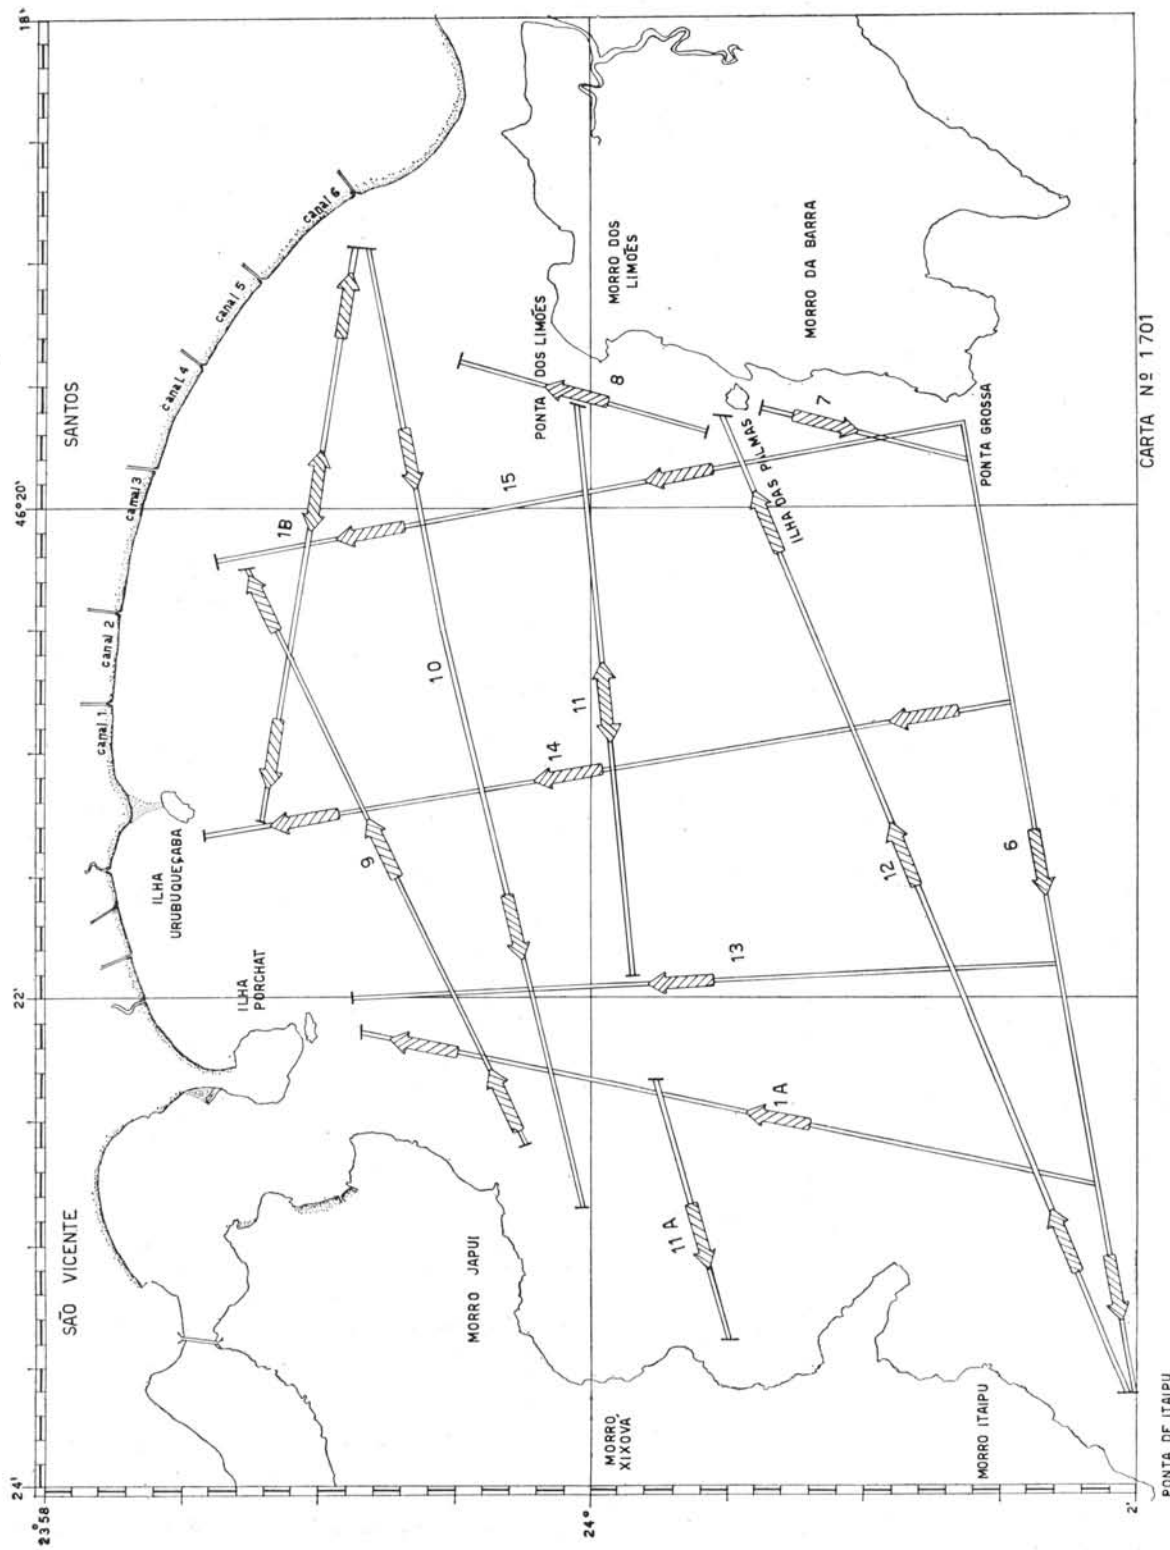 SANTOS
SÃO VICENTE
canal 1
canal 2
canal 3
canal 4
canal 5
canal 6
ILHA
URUBUQUEÇABA
ILHA
PORCHAT
PONTA DOS LIMÕES
MORRO DOS
LIMÕES
MORRO DA BARRA
ILHA DAS PALMAS
PONTA GROSSA
MORRO JAPUI
MORRO
XIXOVÁ
MORRO ITAIPU
PONTA DE ITAIPU
1B
15
10
9
14
11
8
7
13
12
6
1A
11A
24'
22'
46°20'
18'
23°58
24°
2'
CARTA Nº 1701